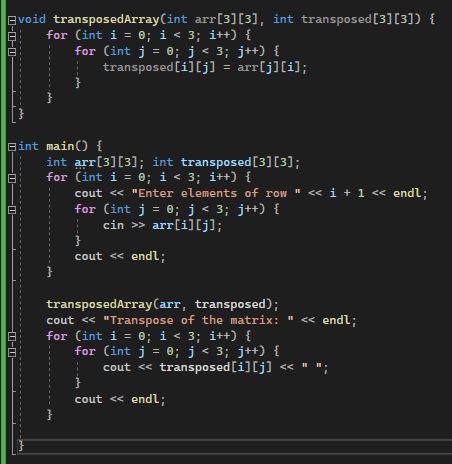 void transposedArray(int arr[3][3], int transposed[3][3]) {
    for (int i = 0; i < 3; i++) {
        for (int j = 0; j < 3; j++) {
            transposed[i][j] = arr[j][i];
        }
    }
}

int main() {
    int arr[3][3]; int transposed[3][3];
    for (int i = 0; i < 3; i++) {
        cout << "Enter elements of row " << i + 1 << endl;
        for (int j = 0; j < 3; j++) {
            cin >> arr[i][j];
        }
        cout << endl;
    }

    transposedArray(arr, transposed);
    cout << "Transpose of the matrix: " << endl;
    for (int i = 0; i < 3; i++) {
        for (int j = 0; j < 3; j++) {
            cout << transposed[i][j] << " ";
        }
        cout << endl;
    }

}